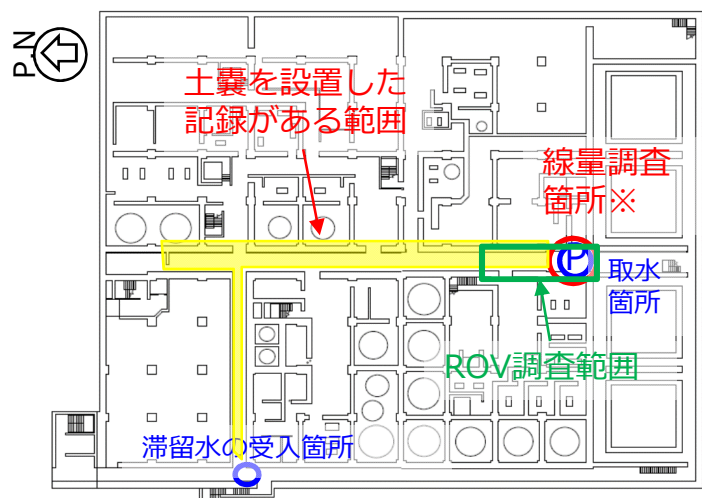 P.N
土嚢を設置した
記録がある範囲
線量調査
箇所※
P
取水
箇所
ROV調査範囲
滞留水の受入箇所